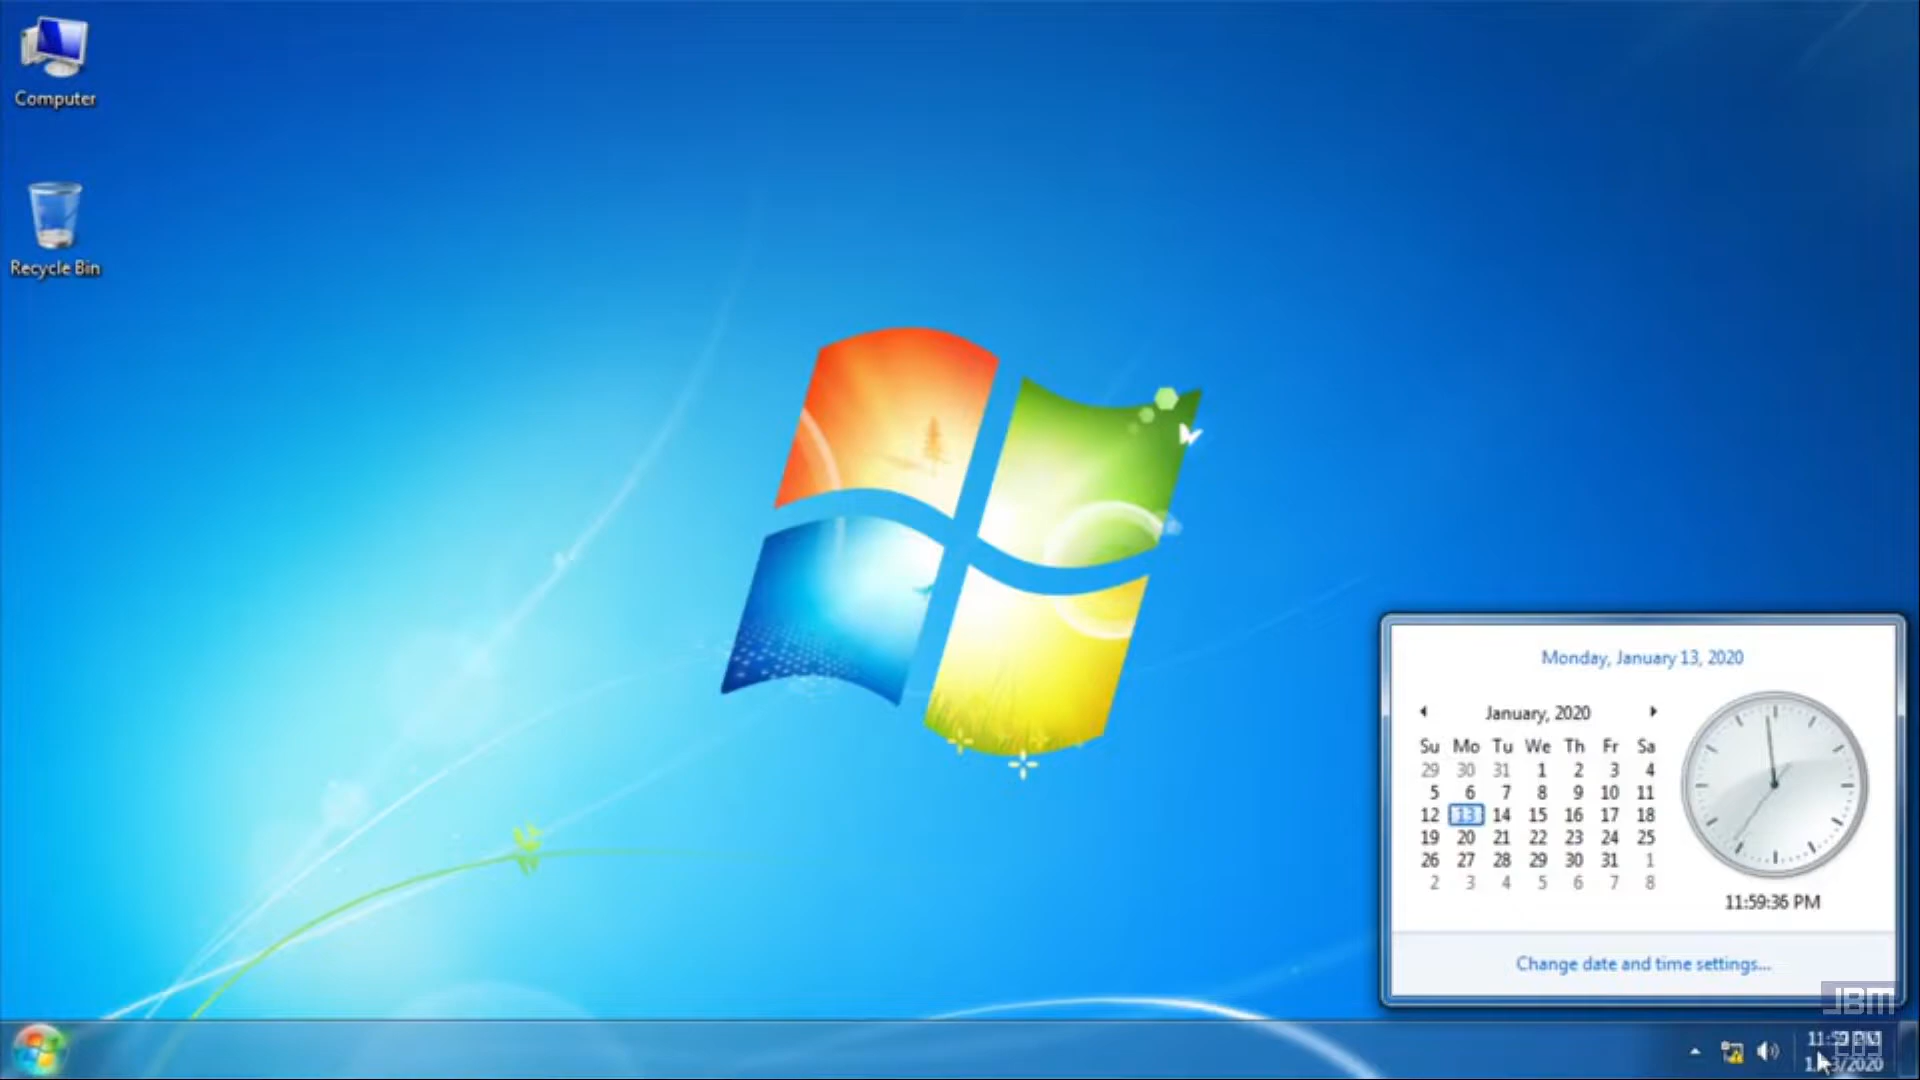 Computer
Recycle Bin
Monday, January 13, 2020
January, 2020
Su Mo Tu We Th Fr Sa
29 30 31 1 2 3 4
5 6 7 8 9 10 11
12 13 14 15 16 17 18
19 20 21 22 23 24 25
26 27 28 29 30 31 1
2 3 4 5 6 7 8
11:59:36 PM
Change date and time settings...
JBM